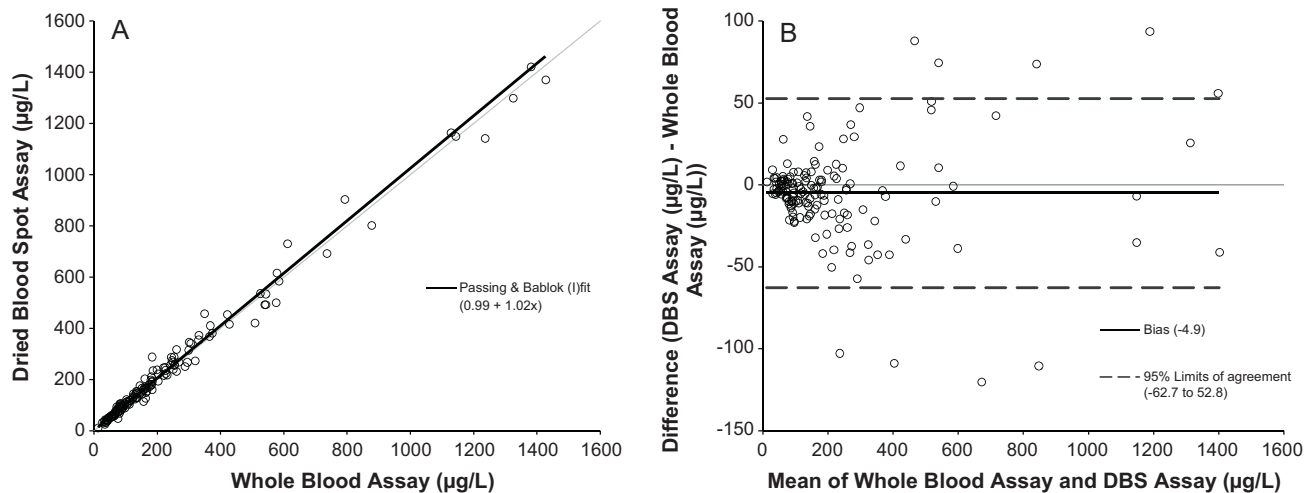 A
Dried Blood Spot Assay (µg/L)
1600
1400
1200
1000
800
600
400
200
0
0 200 400 600 800 1000 1200 1400 1600
Whole Blood Assay (µg/L)
Passing & Bablok (I)fit
(0.99 + 1.02x)
B
Difference (DBS Assay (µg/L) - Whole Blood
Assay (µg/L))
100
50
0
-50
-100
-150
0 200 400 600 800 1000 1200 1400 1600
Mean of Whole Blood Assay and DBS Assay (µg/L)
Bias (-4.9)
95% Limits of agreement
(-62.7 to 52.8)